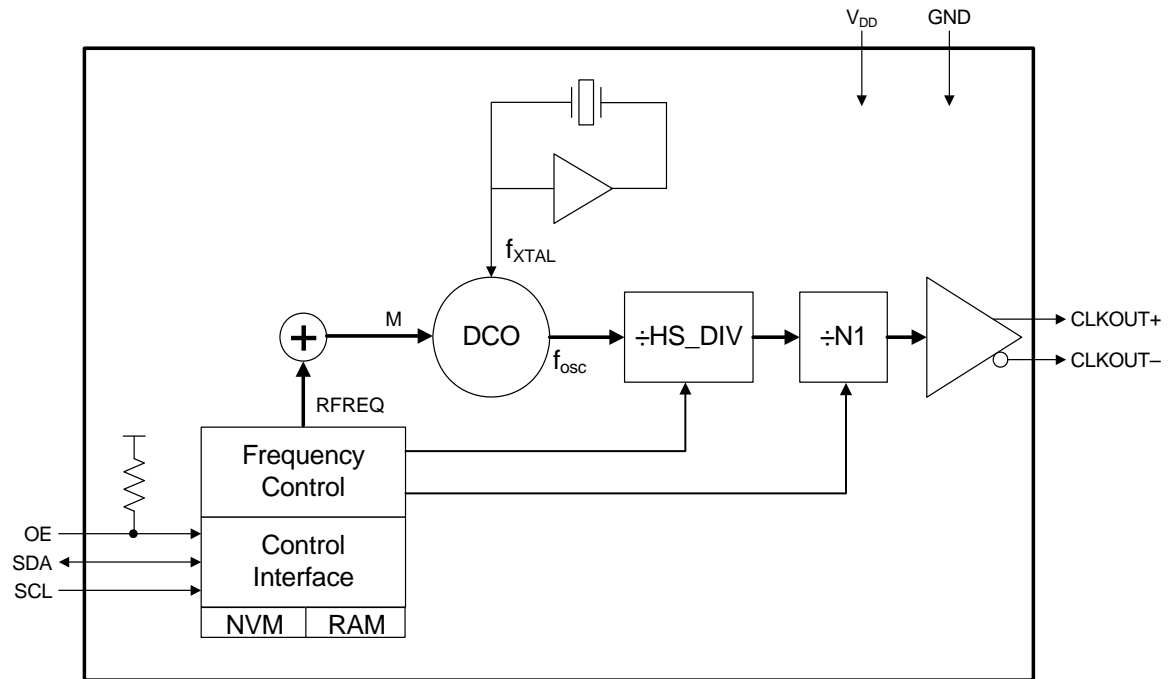 VDD
GND
fXTAL
+
M
DCO
fosc
÷HS_DIV
÷N1
CLKOUT+
CLKOUT–
RFREQ
Frequency
Control
OE
SDA
SCL
Control
Interface
NVM
RAM